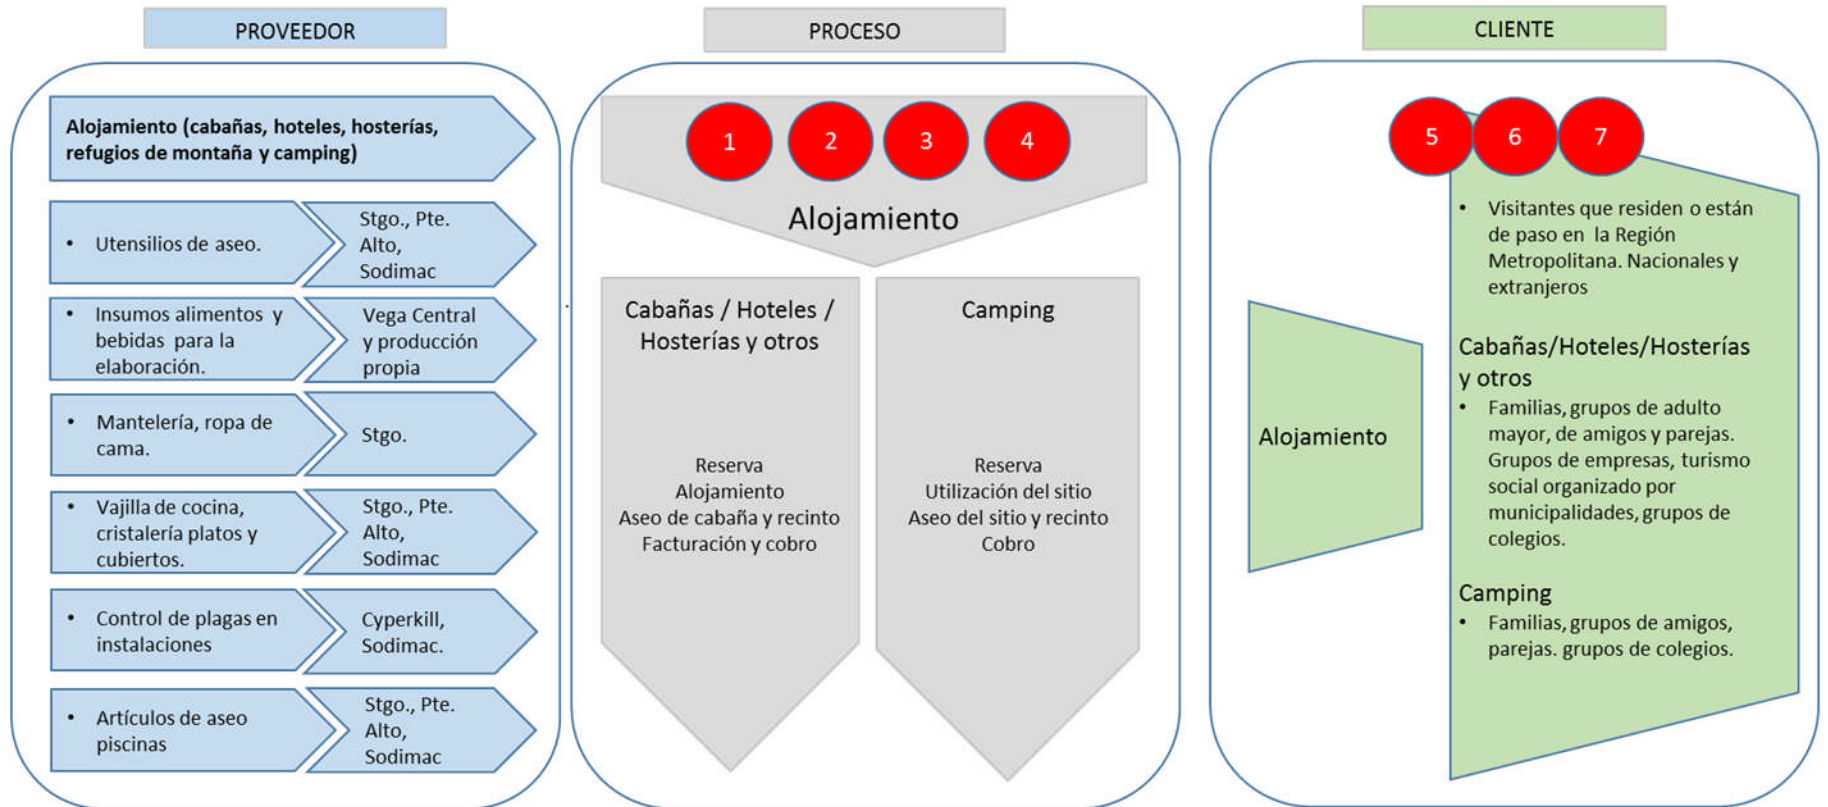 PROVEEDOR
Alojamiento (cabañas, hoteles, hosterías,
refugios de montaña y camping)
• Utensilios de aseo.
Stgo., Pte.
Alto,
Sodimac
• Insumos alimentos y
bebidas para la
elaboración.
Vega Central
y producción
propia
• Mantelería, ropa de
cama.
Stgo.
• Vajilla de cocina,
cristalería platos y
cubiertos.
Stgo., Pte.
Alto,
Sodimac
• Control de plagas en
instalaciones
Cyperkill,
Sodimac.
• Artículos de aseo
piscinas
Stgo., Pte.
Alto,
Sodimac
PROCESO
1 2 3 4
Alojamiento
Cabañas / Hoteles /
Hosterías y otros
Reserva
Alojamiento
Aseo de cabaña y recinto
Facturación y cobro
Camping
Reserva
Utilización del sitio
Aseo del sitio y recinto
Cobro
CLIENTE
5 6 7
Alojamiento
• Visitantes que residen o están
de paso en la Región
Metropolitana. Nacionales y
extranjeros
Cabañas/Hoteles/Hosterías
y otros
• Familias, grupos de adulto
mayor, de amigos y parejas.
Grupos de empresas, turismo
social organizado por
municipalidades, grupos de
colegios.
Camping
• Familias, grupos de amigos,
parejas. grupos de colegios.